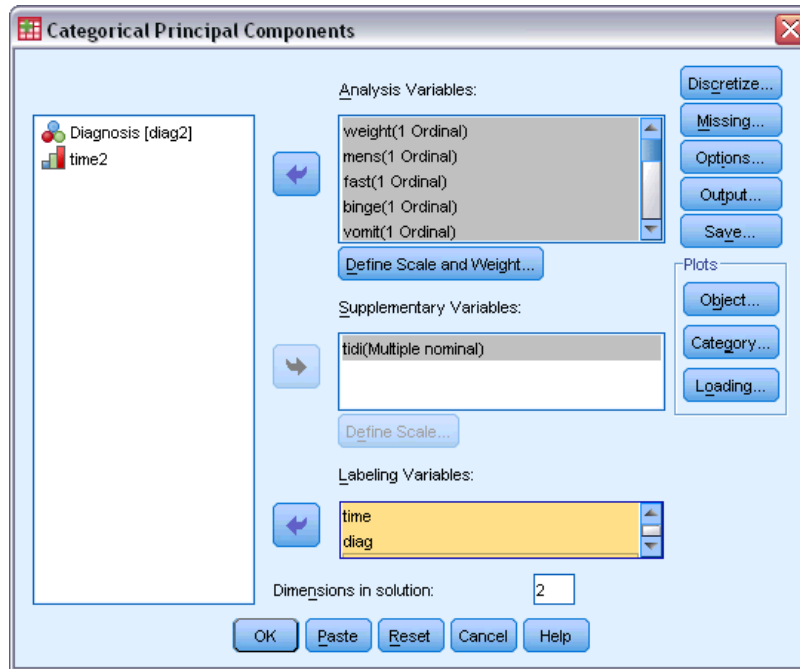 Categorical Principal Components
Diagnosis [diag2]
time2
Analysis Variables:
weight(1 Ordinal)
mens(1 Ordinal)
fast(1 Ordinal)
binge(1 Ordinal)
vomit(1 Ordinal)
Define Scale and Weight...
Supplementary Variables:
tidi(Multiple nominal)
Define Scale...
Labeling Variables:
time
diag
Dimensions in solution:
2
Discretize...
Missing...
Options...
Output...
Save...
Plots
Object...
Category...
Loading...
OK
Paste
Reset
Cancel
Help